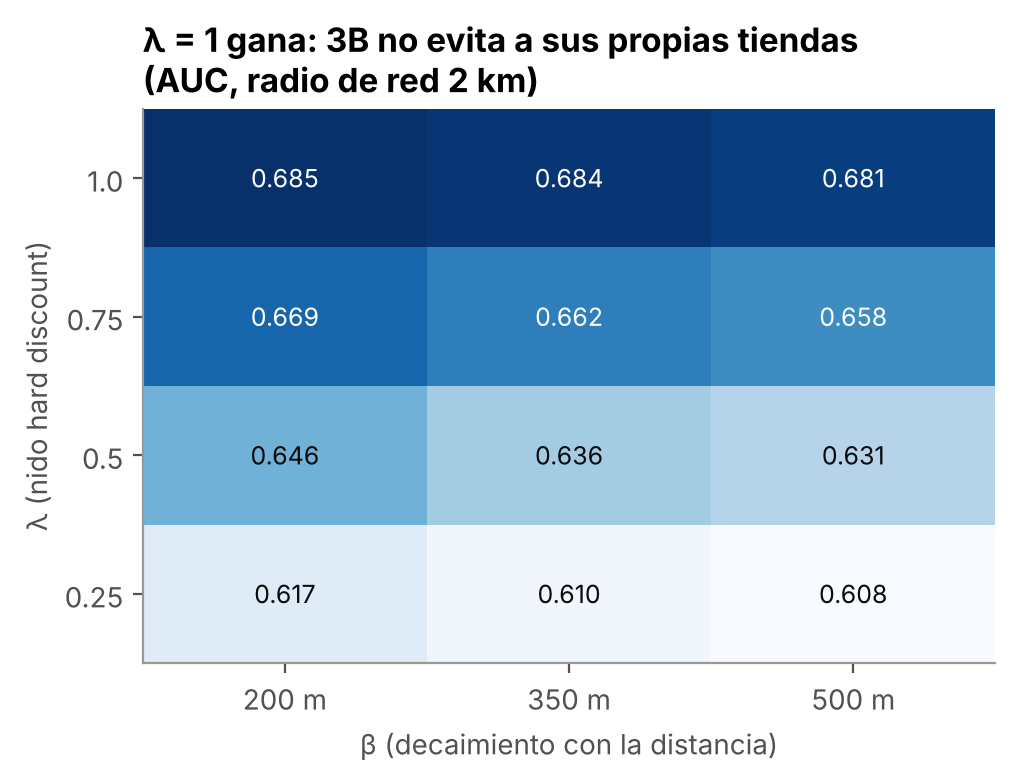 λ = 1 gana: 3B no evita a sus propias tiendas
(AUC, radio de red 2 km)
λ (nido hard discount)
1.0 0.685 0.684 0.681
0.75 0.669 0.662 0.658
0.5 0.646 0.636 0.631
0.25 0.617 0.610 0.608
200 m 350 m 500 m
β (decaimiento con la distancia)